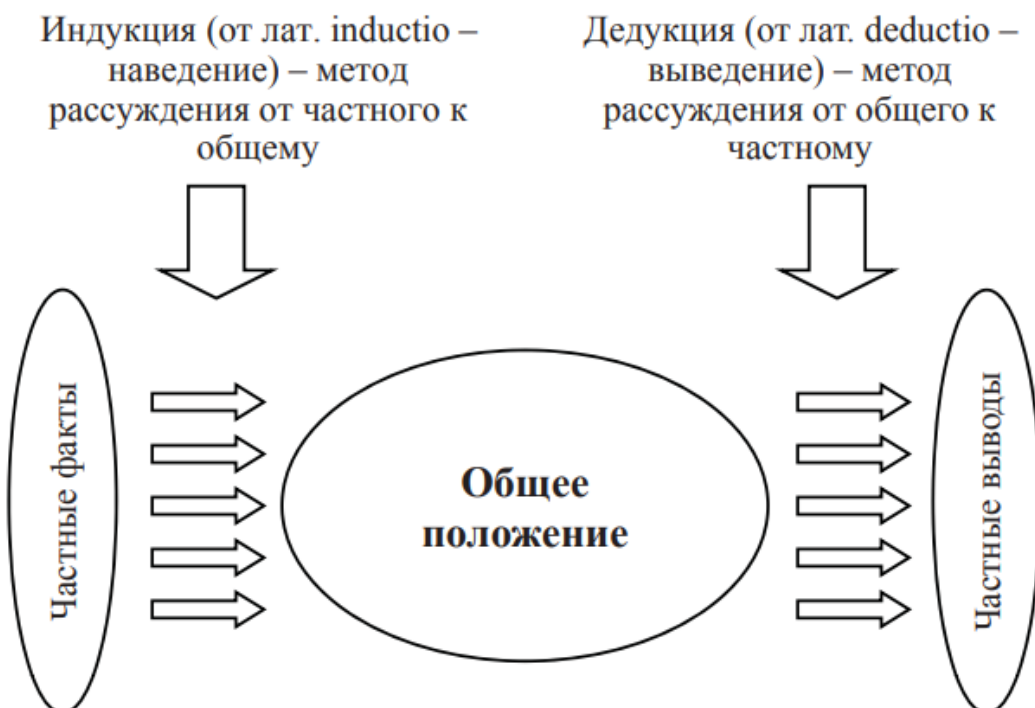 Индукция (от лат. inductio –
наведение) – метод
рассуждения от частного к
общему
Дедукция (от лат. deductio –
выведение) – метод
рассуждения от общего к
частному
Частные факты
Общее
положение
Частные выводы